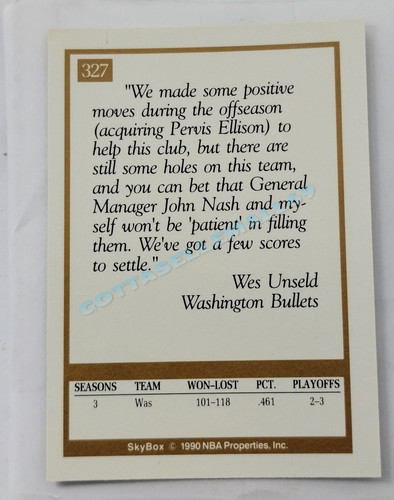 327
"We made some positive
moves during the offseason
(acquiring Pervis Ellison) to
help this club, but there are
still some holes on this team,
and you can bet that General
Manager John Nash and my-
self won't be 'patient' in filling
them. We've got a few scores
to settle."
Wes Unseld
Washington Bullets
SEASONS TEAM WON-LOST PCT. PLAYOFFS
3 Was 101-118 .461 2-3
SkyBox © 1990 NBA Properties, Inc.